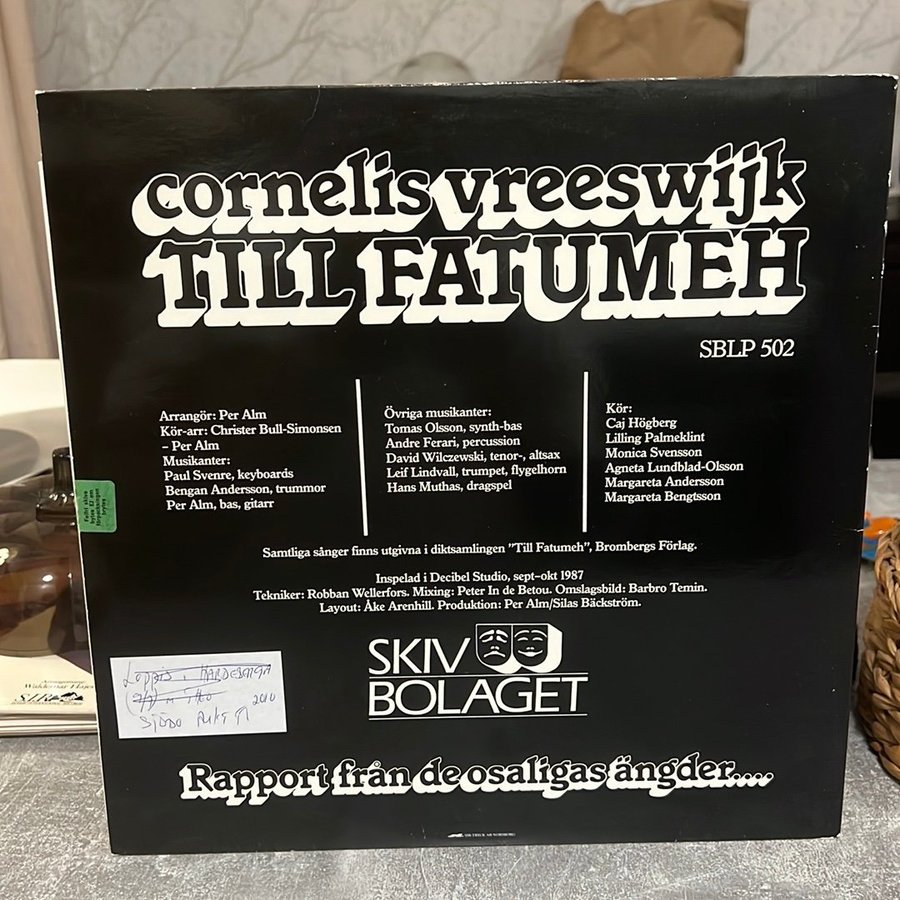 cornelis vreeswijk
TILL FATUMEH
SBLP 502
Arrangör: Per Alm
Kör-arr: Christer Bull-Simonsen
– Per Alm
Musikanter:
Paul Svenre, keyboards
Bengan Andersson, trummor
Per Alm, bas, gitarr
Övriga musikanter:
Tomas Olsson, synth-bas
Andre Ferari, percussion
David Wilczewski, tenor-, altsax
Leif Lindvall, trumpet, flygelhorn
Hans Muthas, dragspel
Kör:
Caj Högberg
Lilling Palmeklint
Monica Svensson
Agneta Lundblad-Olsson
Margareta Andersson
Margareta Bengtsson
Samtliga sånger finns utgivna i diktsamlingen "Till Fatumeh", Brombergs Förlag.
Inspelad i Decibel Studio, sept–okt 1987
Tekniker: Robban Wellerfors. Mixing: Peter In de Betou. Omslagsbild: Barbro Temin.
Layout: Åke Arenhill. Produktion: Per Alm/Silas Bäckström.
SKIV
BOLAGET
Loppis
2010
Rapport från de osaligas ängder....